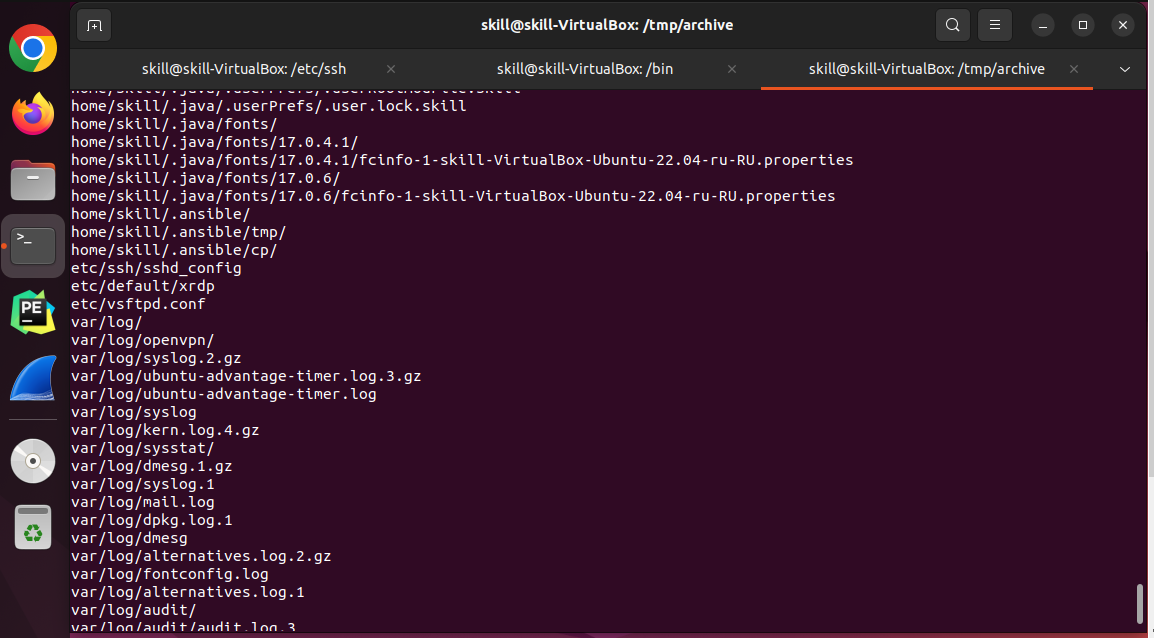 skill@skill-VirtualBox: /tmp/archive
skill@skill-VirtualBox: /etc/ssh
skill@skill-VirtualBox: /bin
skill@skill-VirtualBox: /tmp/archive
home/skill/.java/.userPrefs/.user.lock.skill
home/skill/.java/fonts/
home/skill/.java/fonts/17.0.4.1/
home/skill/.java/fonts/17.0.4.1/fcinfo-1-skill-VirtualBox-Ubuntu-22.04-ru-RU.properties
home/skill/.java/fonts/17.0.6/
home/skill/.java/fonts/17.0.6/fcinfo-1-skill-VirtualBox-Ubuntu-22.04-ru-RU.properties
home/skill/.ansible/
home/skill/.ansible/tmp/
home/skill/.ansible/cp/
etc/ssh/sshd_config
etc/default/xrdp
etc/vsftpd.conf
var/log/
var/log/openvpn/
var/log/syslog.2.gz
var/log/ubuntu-advantage-timer.log.3.gz
var/log/ubuntu-advantage-timer.log
var/log/syslog
var/log/kern.log.4.gz
var/log/sysstat/
var/log/dmesg.1.gz
var/log/syslog.1
var/log/mail.log
var/log/dpkg.log.1
var/log/dmesg
var/log/alternatives.log.2.gz
var/log/fontconfig.log
var/log/alternatives.log.1
var/log/audit/
var/log/audit/audit.log.3
>_
PE